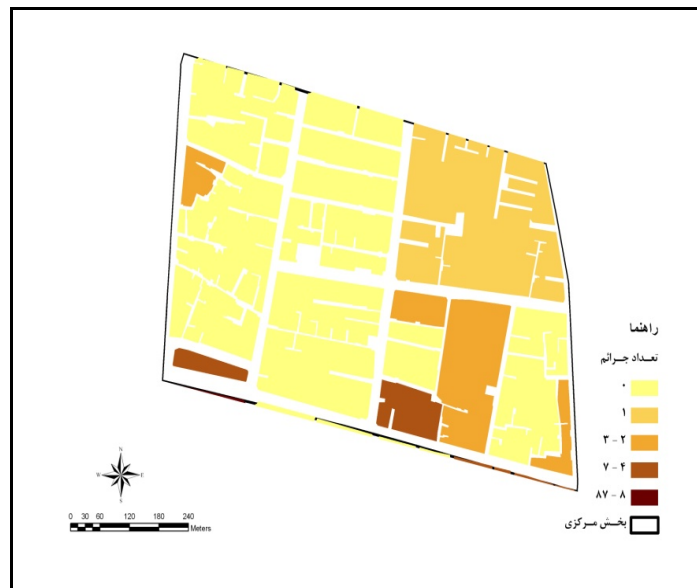 راهنما
تعداد جرائم
۰
۱
۳ - ۲
۷ - ۴
۸۷ - ۸
بخش مرکزی
N
W E
S
0 30 60 120 180 240
Meters